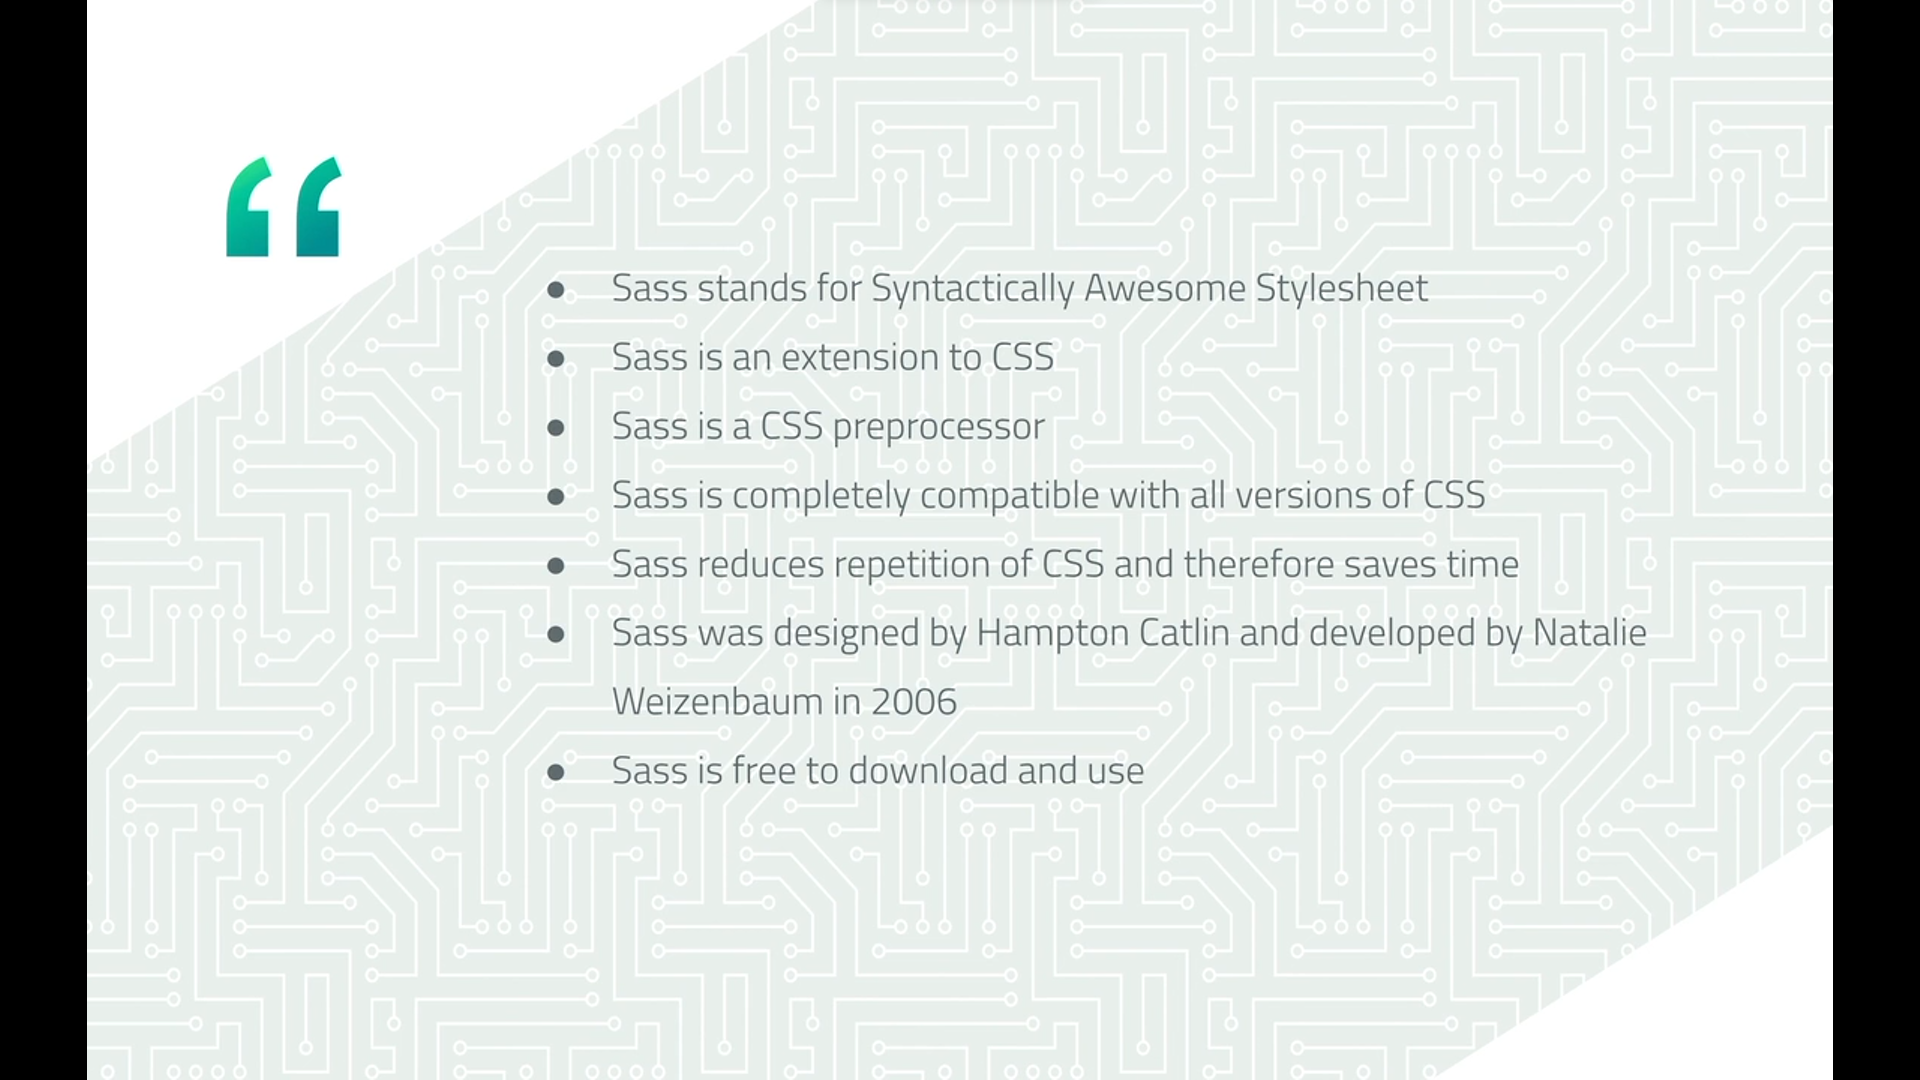 “
● Sass stands for Syntactically Awesome Stylesheet
● Sass is an extension to CSS
● Sass is a CSS preprocessor
● Sass is completely compatible with all versions of CSS
● Sass reduces repetition of CSS and therefore saves time
● Sass was designed by Hampton Catlin and developed by Natalie
Weizenbaum in 2006
● Sass is free to download and use